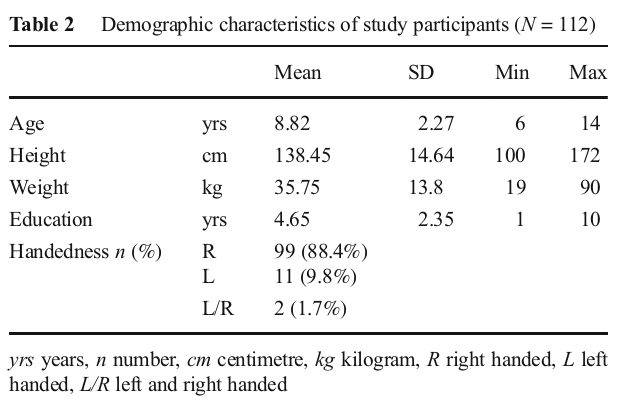 Table 2 Demographic characteristics of study participants (N = 112)
Mean SD Min Max
Age yrs 8.82 2.27 6 14
Height cm 138.45 14.64 100 172
Weight kg 35.75 13.8 19 90
Education yrs 4.65 2.35 1 10
Handedness n (%) R 99 (88.4%)
L 11 (9.8%)
L/R 2 (1.7%)
yrs years, n number, cm centimetre, kg kilogram, R right handed, L left
handed, L/R left and right handed